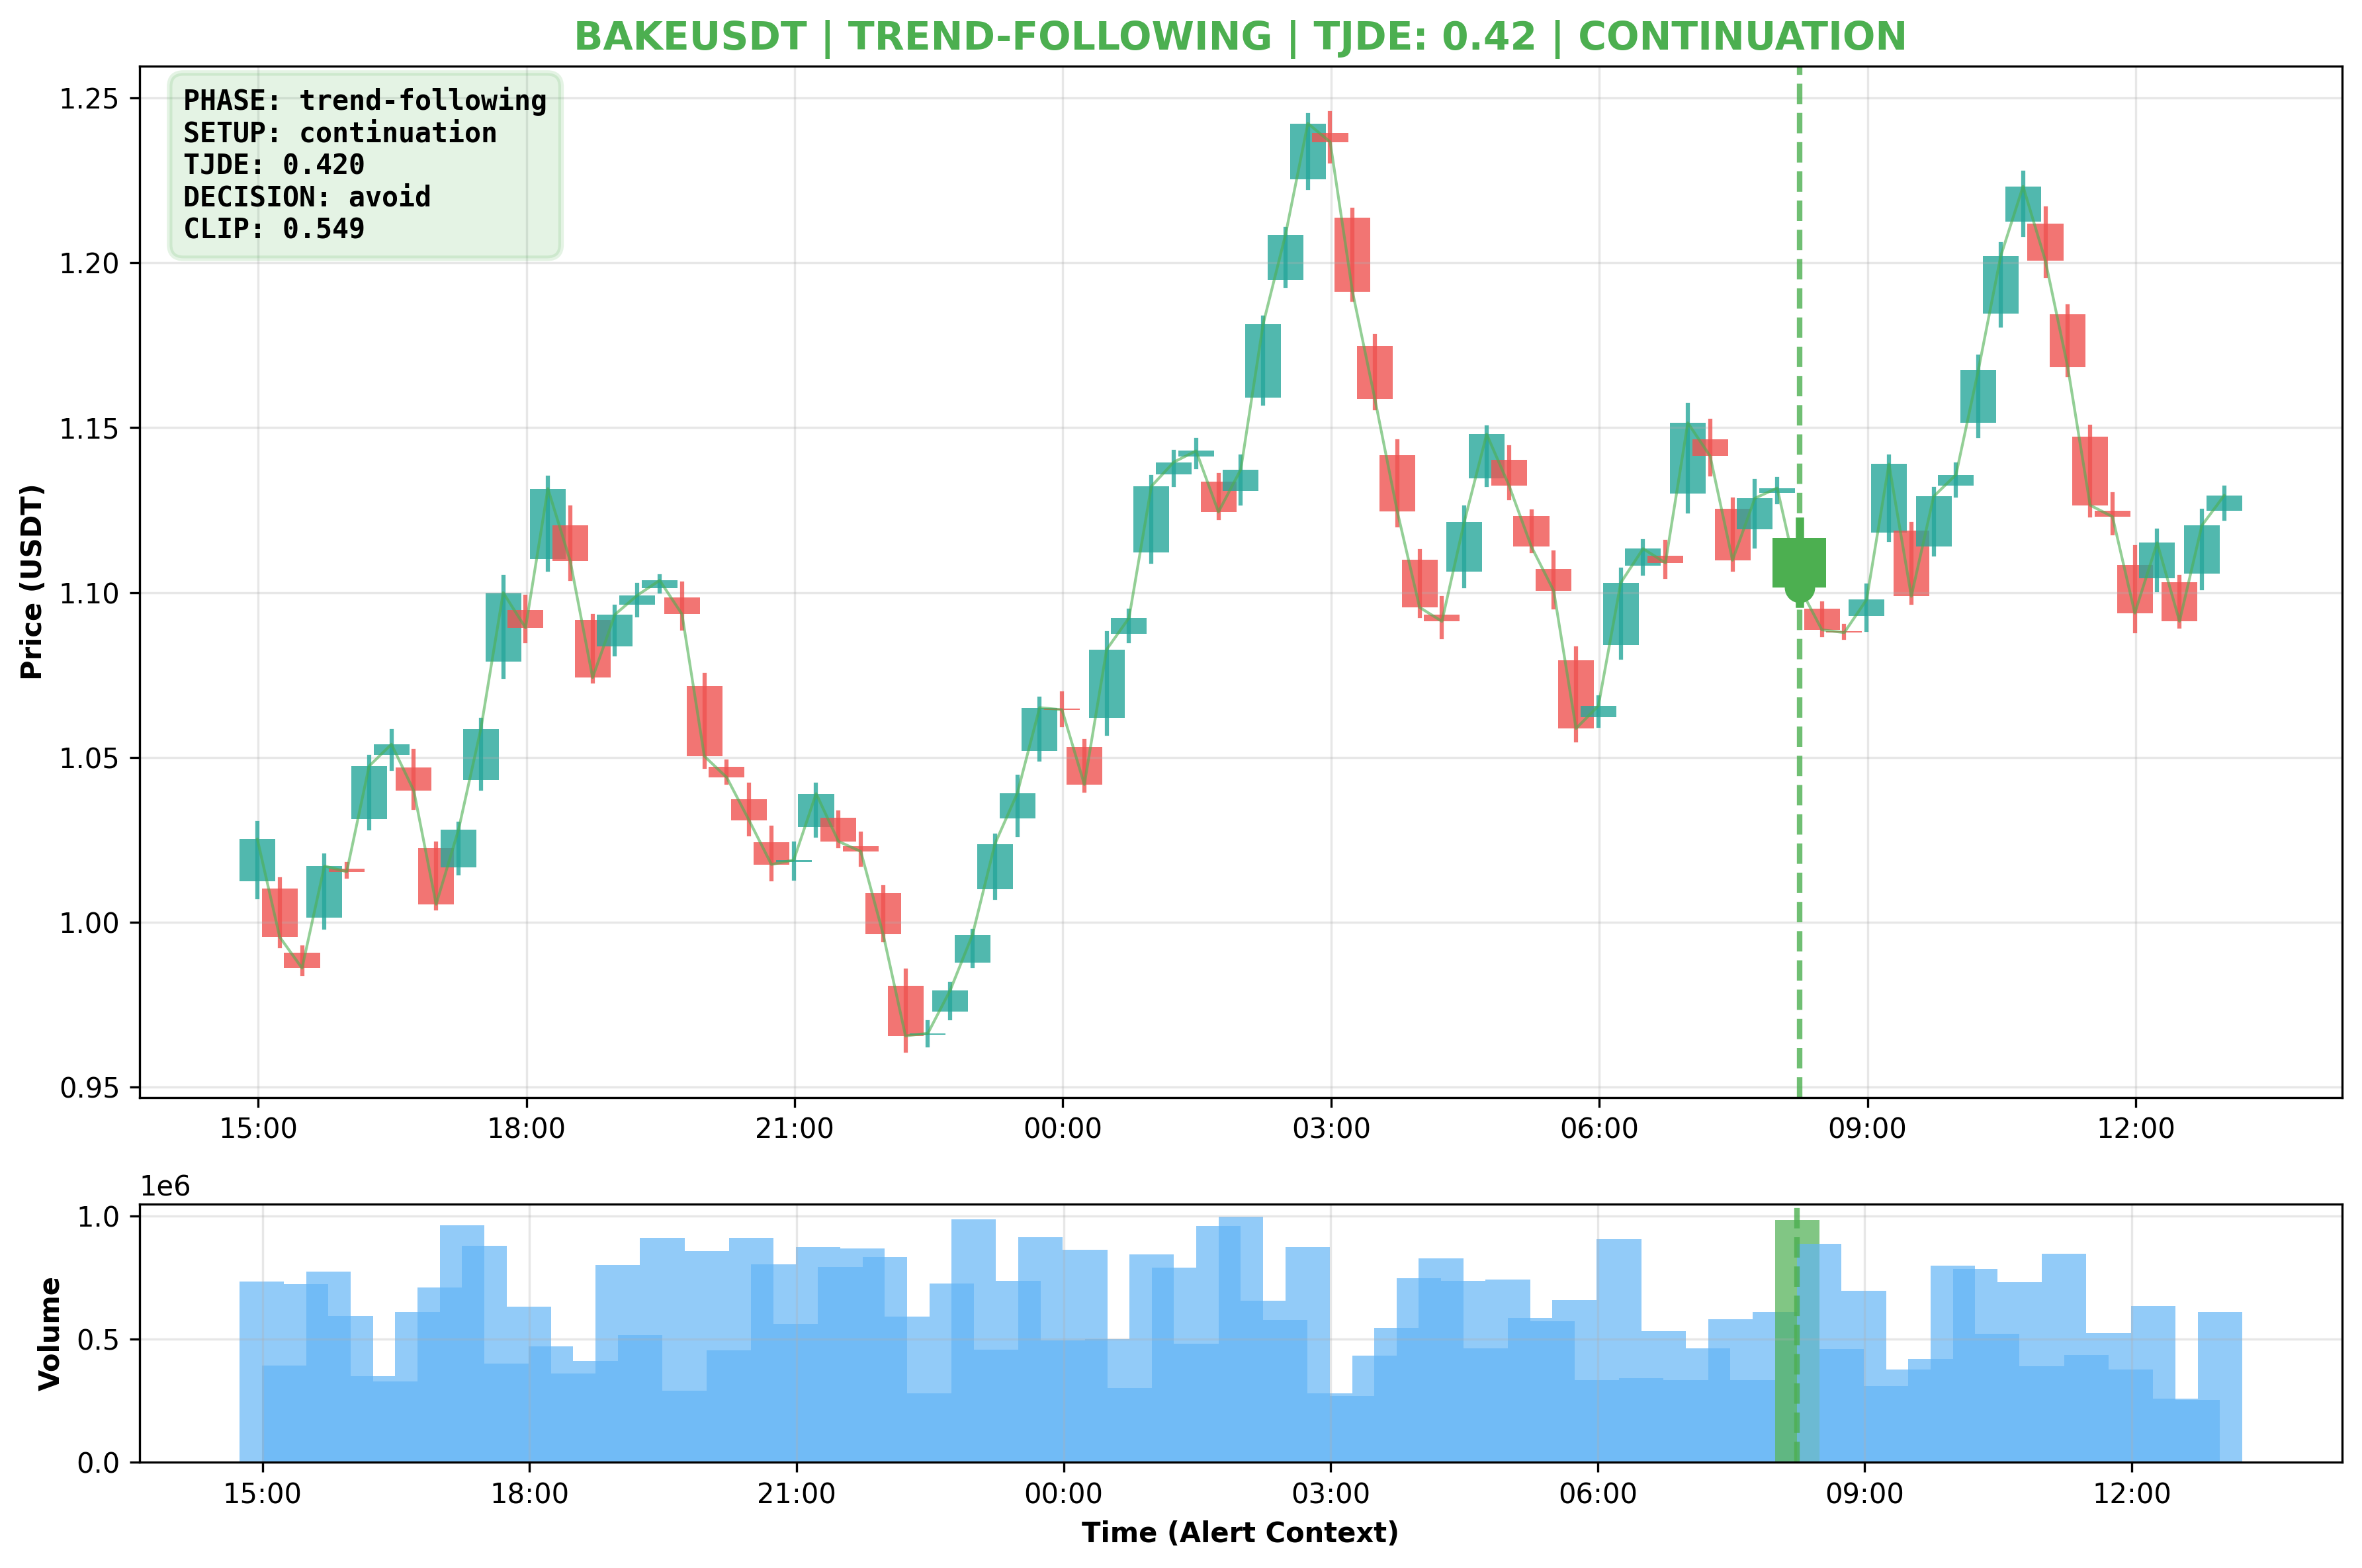 BAKEUSDT | TREND-FOLLOWING | TJDE: 0.42 | CONTINUATION
PHASE: trend-following
SETUP: continuation
TJDE: 0.420
DECISION: avoid
CLIP: 0.549
Price (USDT)
1.25
1.20
1.15
1.10
1.05
1.00
0.95
15:00 18:00 21:00 00:00 03:00 06:00 09:00 12:00
1e6
Volume
1.0
0.5
0.0
15:00 18:00 21:00 00:00 03:00 06:00 09:00 12:00
Time (Alert Context)